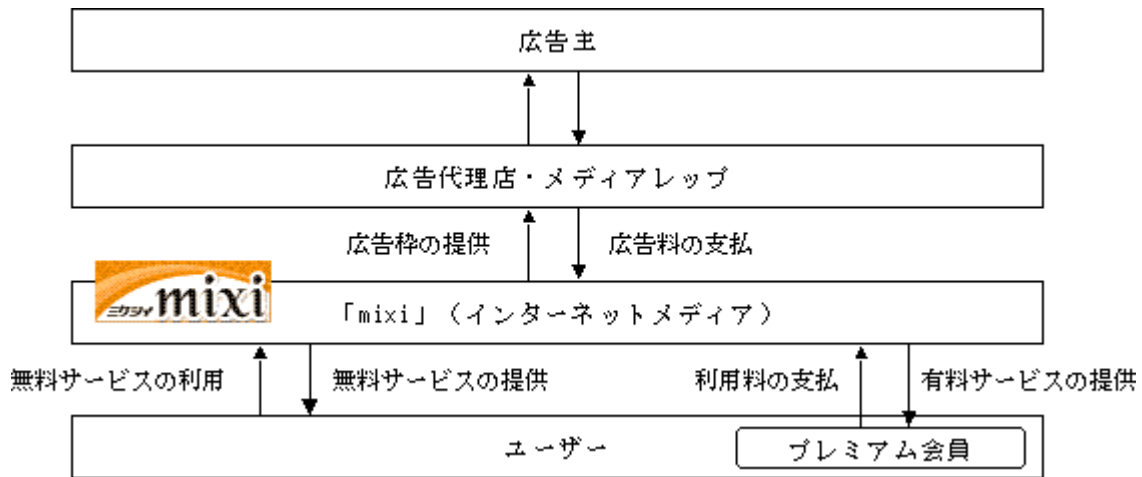 広告主
広告代理店・メディアレップ
広告枠の提供
広告料の支払
ミクシィ mixi
「mixi」（インターネットメディア）
無料サービスの利用
無料サービスの提供
利用料の支払
有料サービスの提供
ユーザー
プレミアム会員